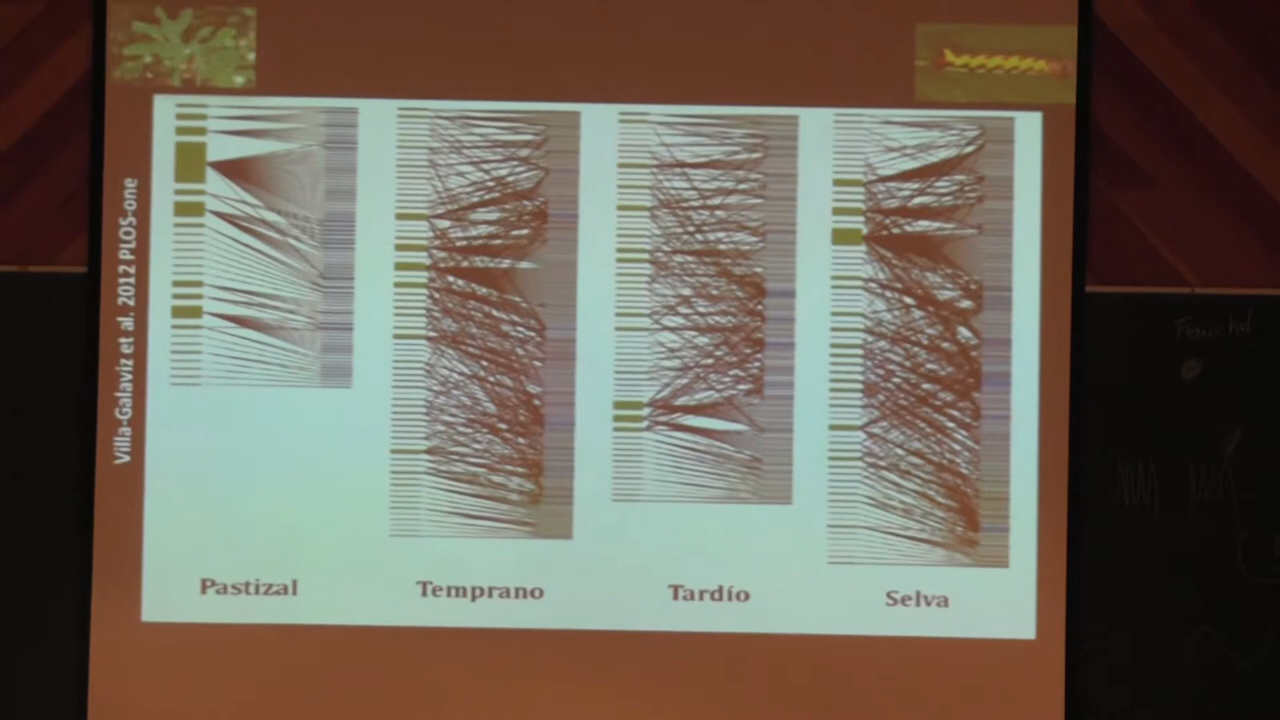 Villa-Galaviz et al. 2012 PLOS-one
Pastizal
Temprano
Tardío
Selva